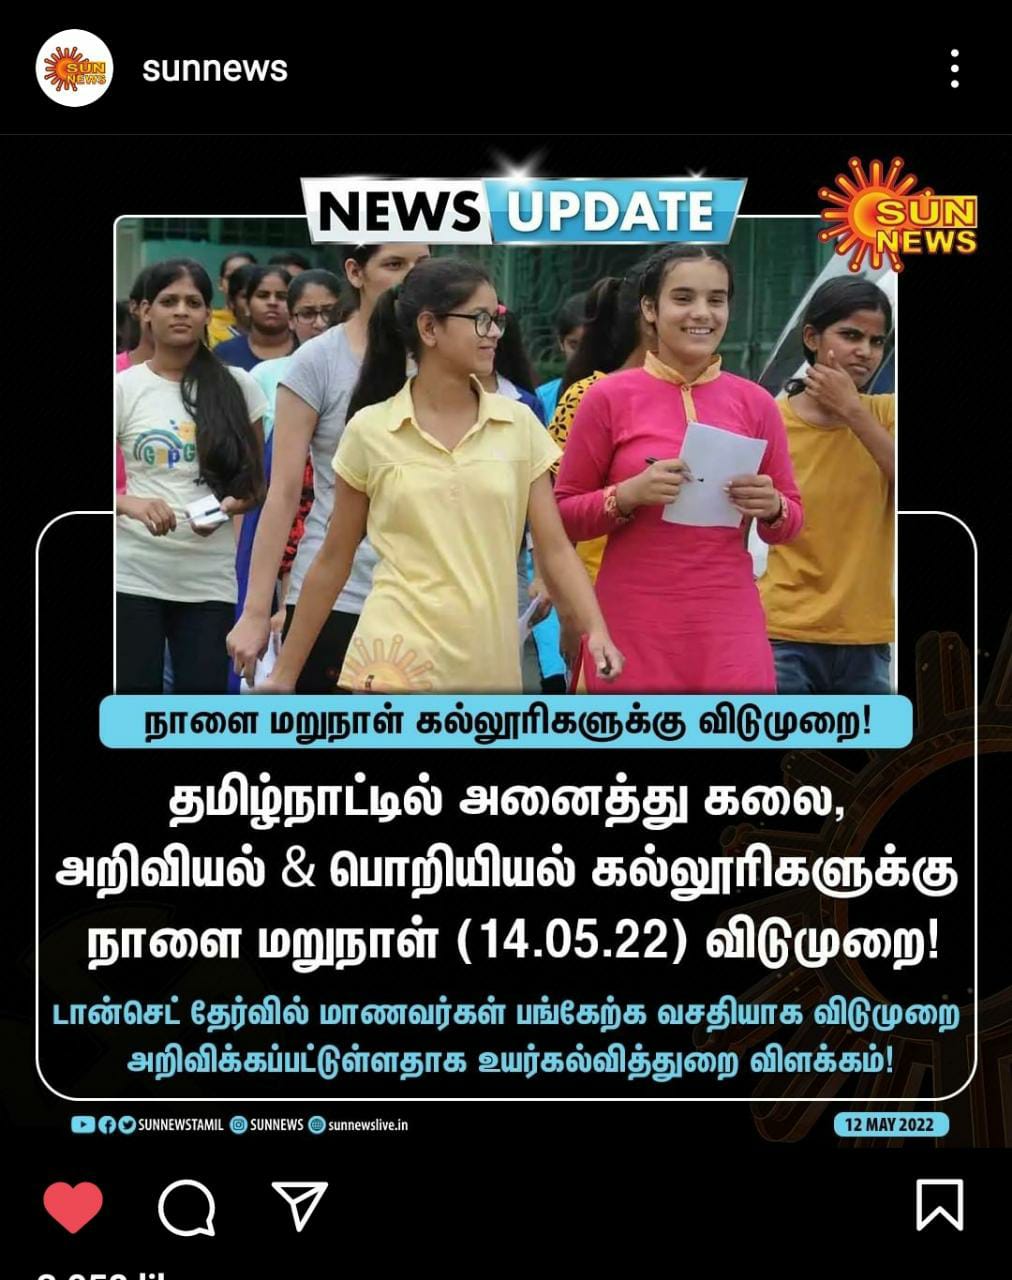 sunnews
NEWS UPDATE
SUN
NEWS
நாளை மறுநாள் கல்லூரிகளுக்கு விடுமுறை!
தமிழ்நாட்டில் அனைத்து கலை,
அறிவியல் & பொறியியல் கல்லூரிகளுக்கு
நாளை மறுநாள் (14.05.22) விடுமுறை!
டான்செட் தேர்வில் மாணவர்கள் பங்கேற்க வசதியாக விடுமுறை
அறிவிக்கப்பட்டுள்ளதாக உயர்கல்வித்துறை விளக்கம்!
SUNNEWSTAMIL SUNNEWS sunnewslive.in
12 MAY 2022